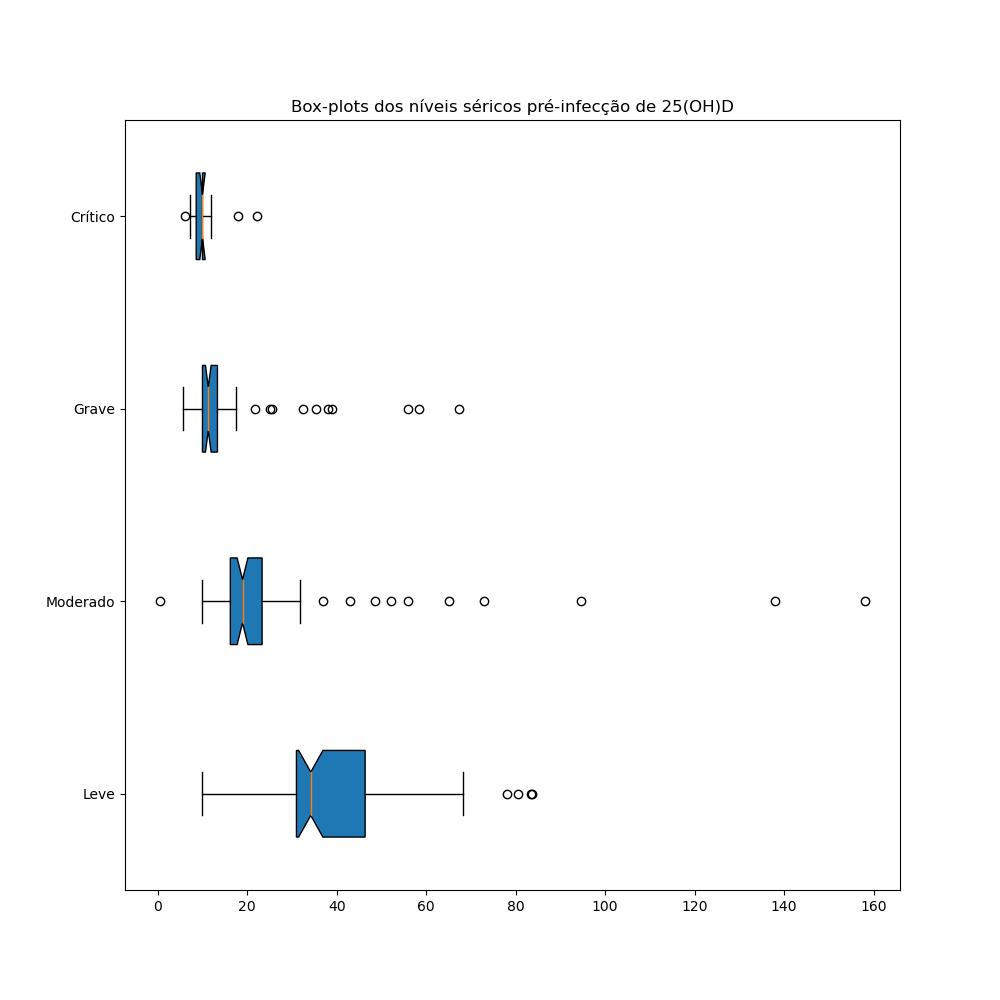 Box-plots dos níveis séricos pré-infecção de 25(OH)D
Crítico
Grave
Moderado
Leve
0 20 40 60 80 100 120 140 160